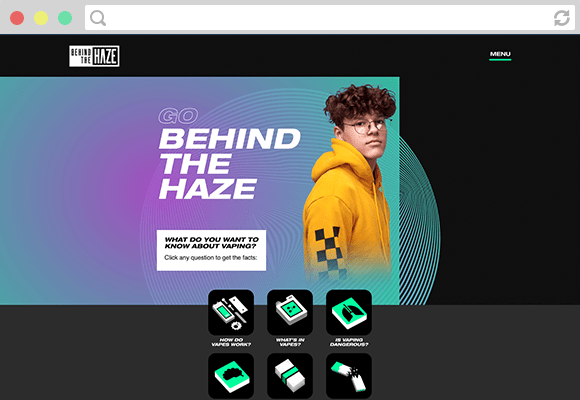 BEHIND
THE HAZE
MENU
GO
BEHIND
THE
HAZE
WHAT DO YOU WANT TO
KNOW ABOUT VAPING?
Click any question to get the facts:
HOW DO
VAPES WORK?
WHAT'S IN
VAPES?
IS VAPING
DANGEROUS?